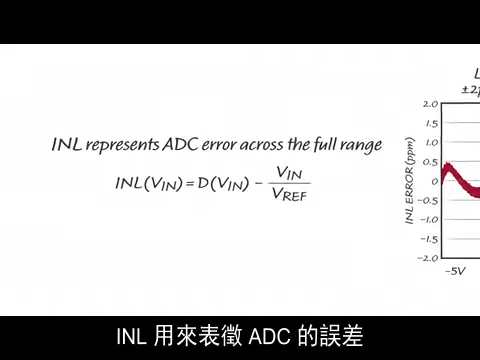 L
±2p
INL represents ADC error across the full range
INL(VIN) = D(VIN) − VIN / VREF
INL ERROR (ppm)
2.0
1.5
1.0
0.5
0
−0.5
−1.0
−1.5
−2.0
−5V
INL 用來表徵 ADC 的誤差